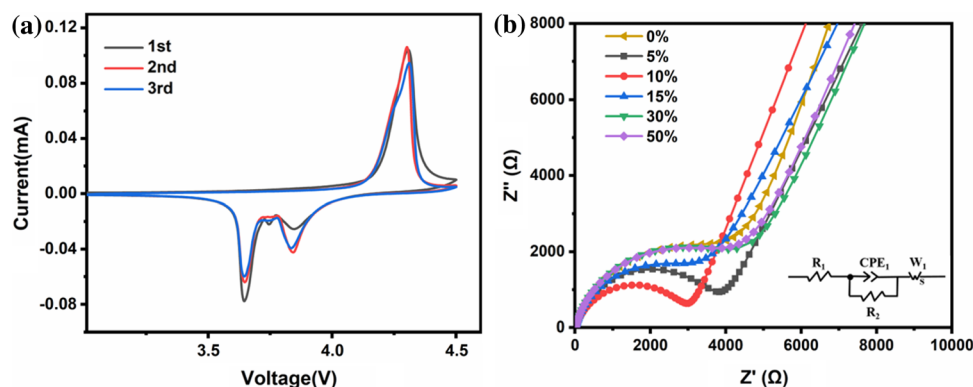 (a)
Current(mA)
0.12
0.08
0.04
0.00
-0.04
-0.08
1st
2nd
3rd
3.5
4.0
4.5
Voltage(V)
(b)
Z'' (Ω)
8000
6000
4000
2000
0
0%
5%
10%
15%
30%
50%
R1
CPE1
W1
S
R2
0
2000
4000
6000
8000
10000
Z' (Ω)